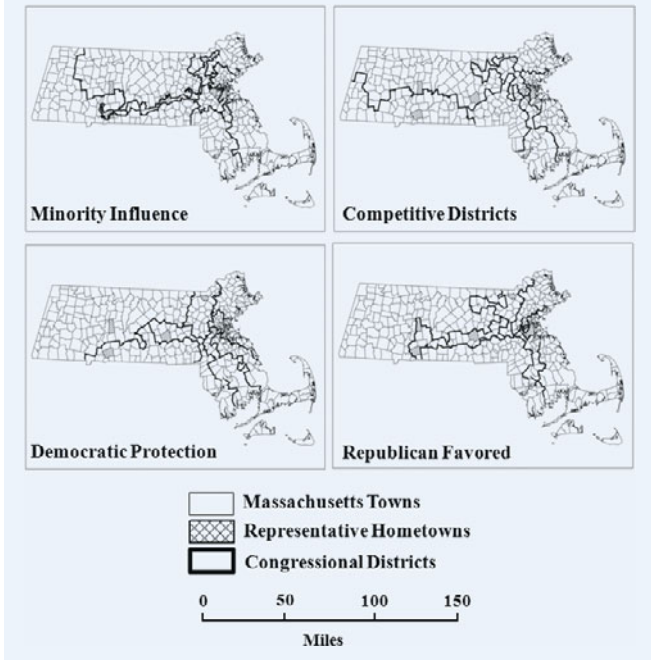 Minority Influence
Competitive Districts
Democratic Protection
Republican Favored
Massachusetts Towns
Representative Hometowns
Congressional Districts
0 50 100 150
Miles